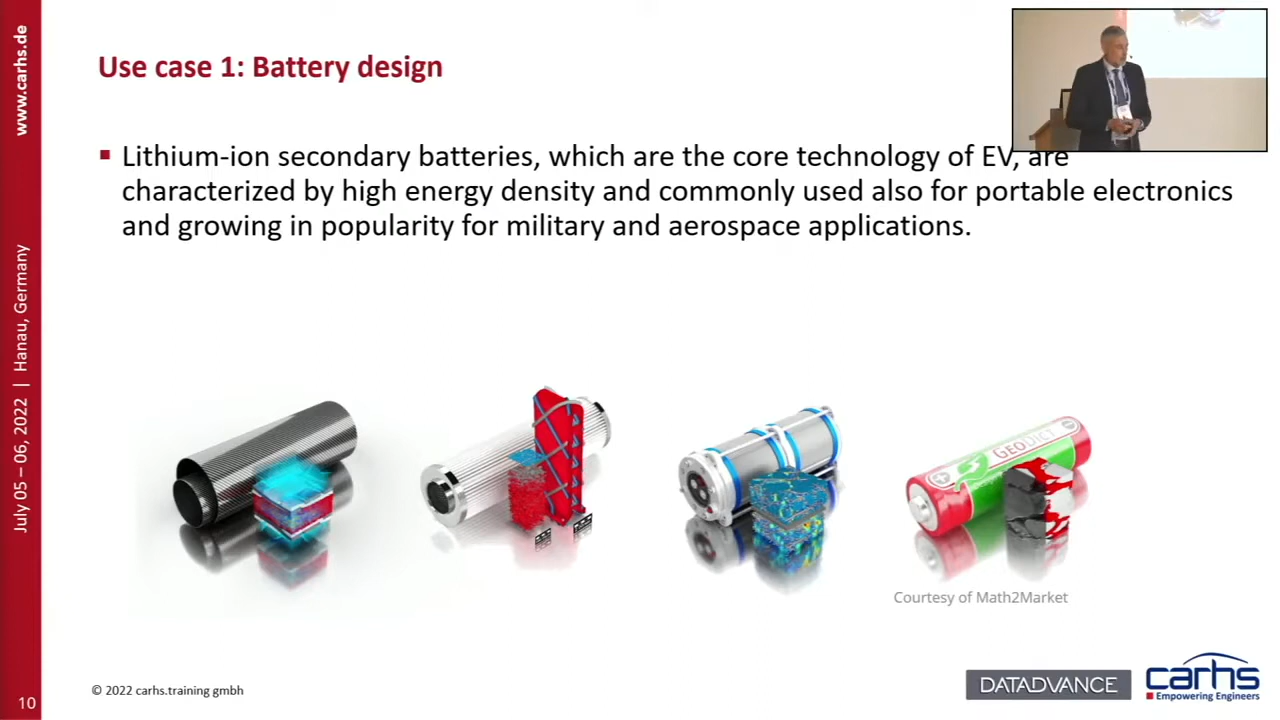 www.carhs.de
July 05 – 06, 2022 | Hanau, Germany
10
Use case 1: Battery design
Lithium-ion secondary batteries, which are the core technology of EV, are
characterized by high energy density and commonly used also for portable electronics
and growing in popularity for military and aerospace applications.
GEODICT
Courtesy of Math2Market
© 2022 carhs.training gmbh
DATADVANCE
carhs
Empowering Engineers